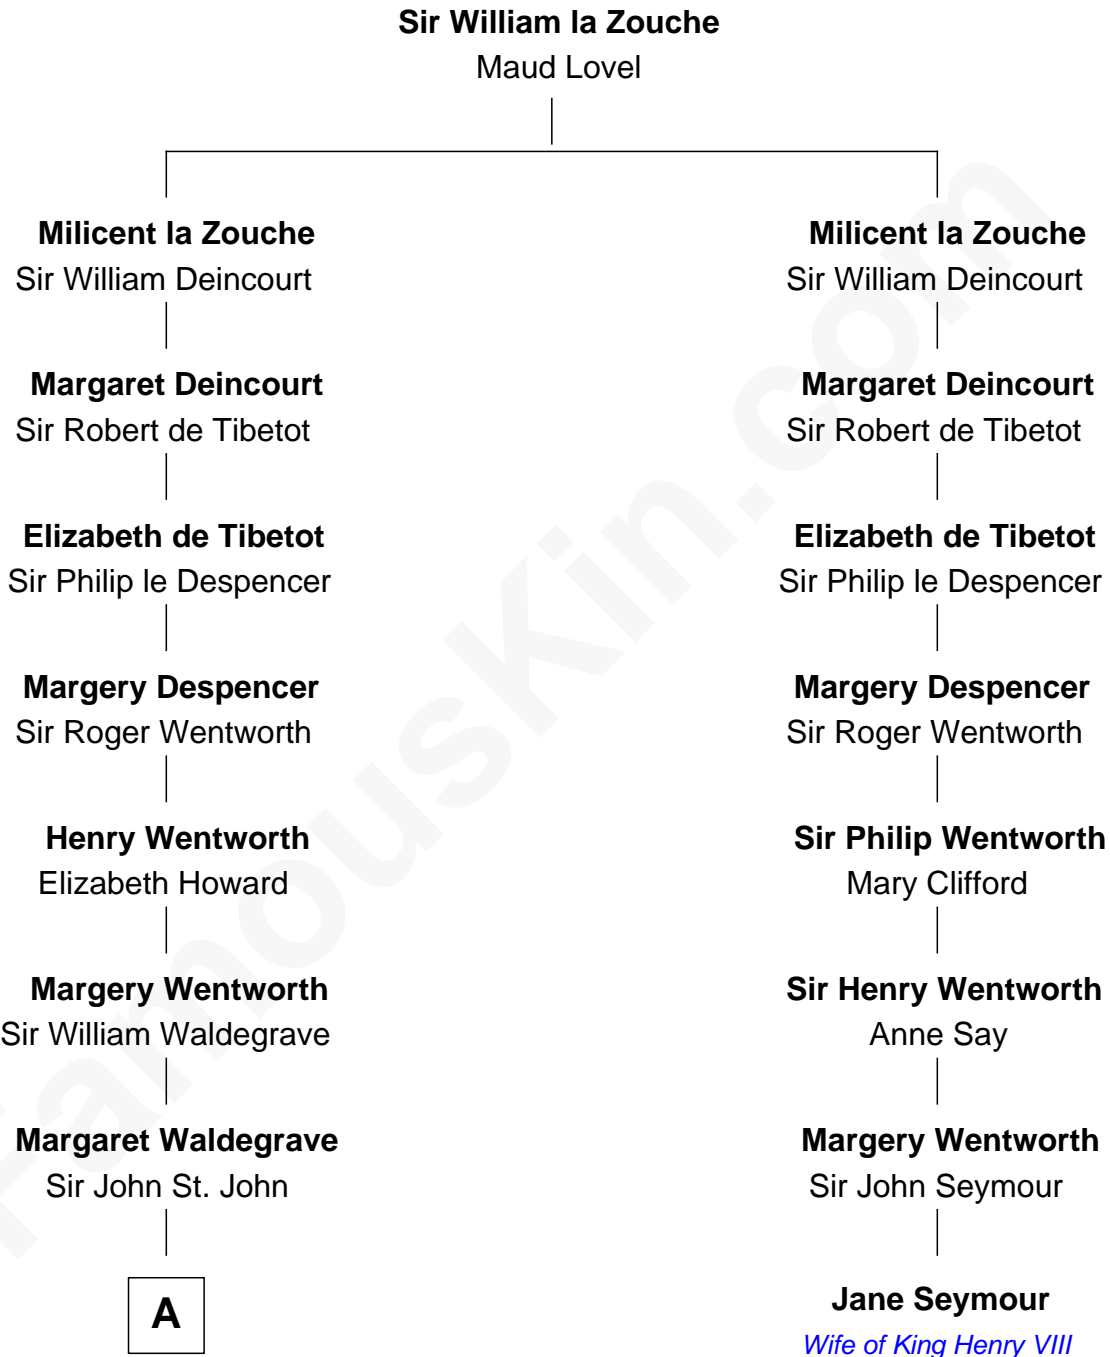 Sir William la Zouche
Maud Lovel
Milicent la Zouche
Sir William Deincourt
Margaret Deincourt
Sir Robert de Tibetot
Elizabeth de Tibetot
Sir Philip le Despencer
Margery Despencer
Sir Roger Wentworth
Henry Wentworth
Elizabeth Howard
Margery Wentworth
Sir William Waldegrave
Margaret Waldegrave
Sir John St. John
A
Milicent la Zouche
Sir William Deincourt
Margaret Deincourt
Sir Robert de Tibetot
Elizabeth de Tibetot
Sir Philip le Despencer
Margery Despencer
Sir Roger Wentworth
Sir Philip Wentworth
Mary Clifford
Sir Henry Wentworth
Anne Say
Margery Wentworth
Sir John Seymour
Jane Seymour
Wife of King Henry VIII
FamousKin.com